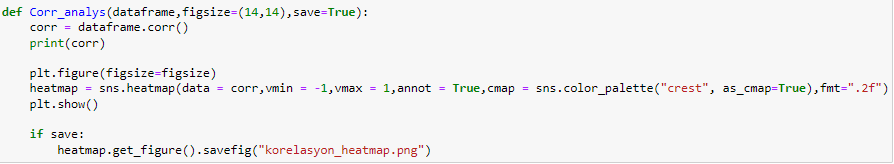 def Corr_analys(dataframe,figsize=(14,14),save=True):
    corr = dataframe.corr()
    print(corr)

    plt.figure(figsize=figsize)
    heatmap = sns.heatmap(data = corr,vmin = -1,vmax = 1,annot = True,cmap = sns.color_palette("crest", as_cmap=True),fmt=".2f")
    plt.show()

    if save:
        heatmap.get_figure().savefig("korelasyon_heatmap.png")